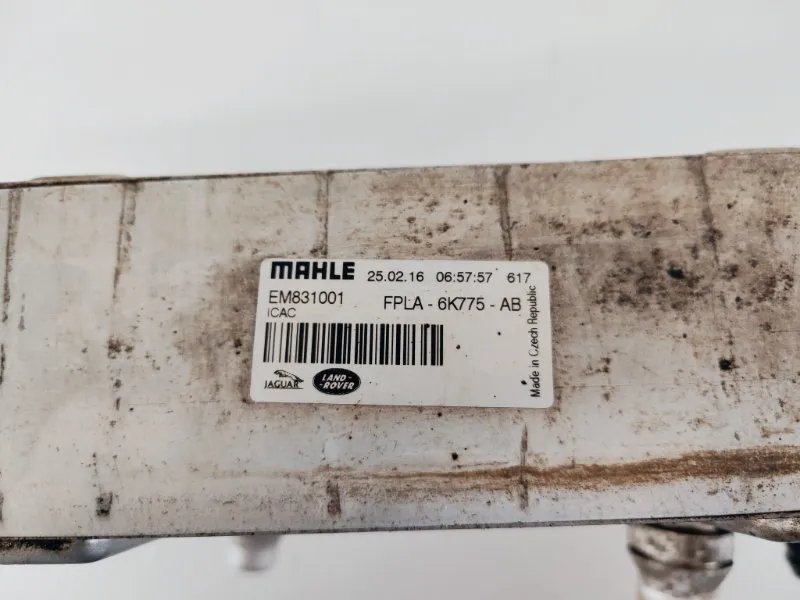 MAHLE 25.02.16 06:57:57 617
EM831001 FPLA - 6K775 - AB
ICAC
JAGUAR LAND-ROVER
Made in Czech Republic